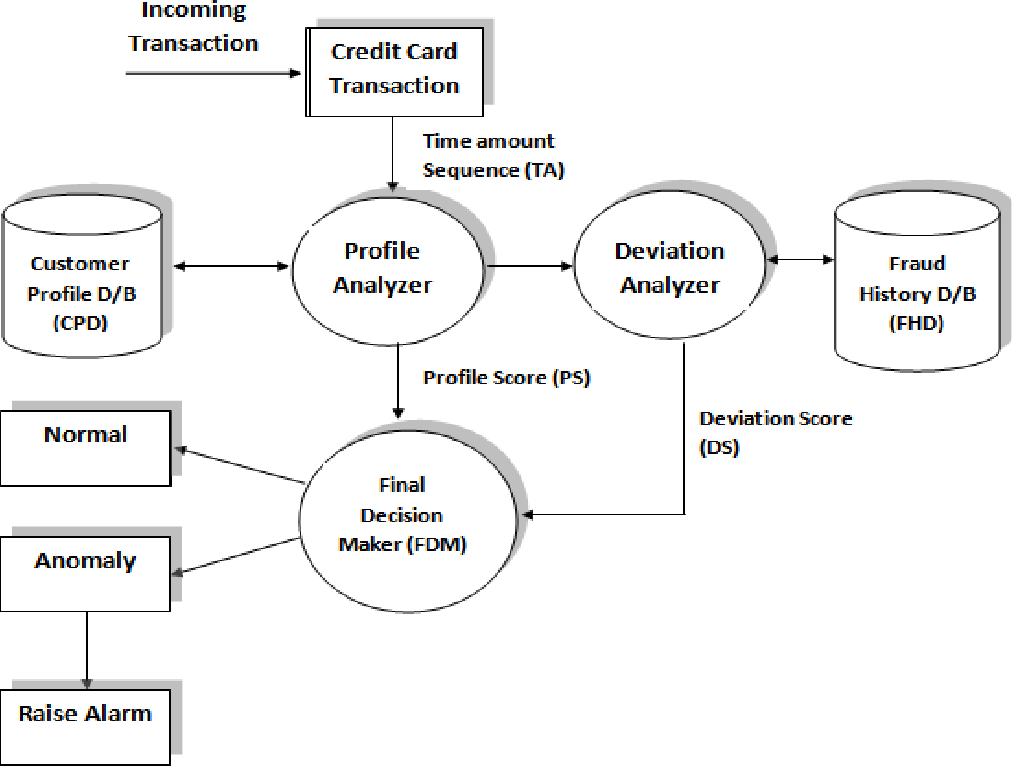 Incoming
Transaction
Credit Card
Transaction
Time amount
Sequence (TA)
Customer
Profile D/B
(CPD)
Profile
Analyzer
Deviation
Analyzer
Fraud
History D/B
(FHD)
Profile Score (PS)
Deviation Score
(DS)
Normal
Final
Decision
Maker (FDM)
Anomaly
Raise Alarm